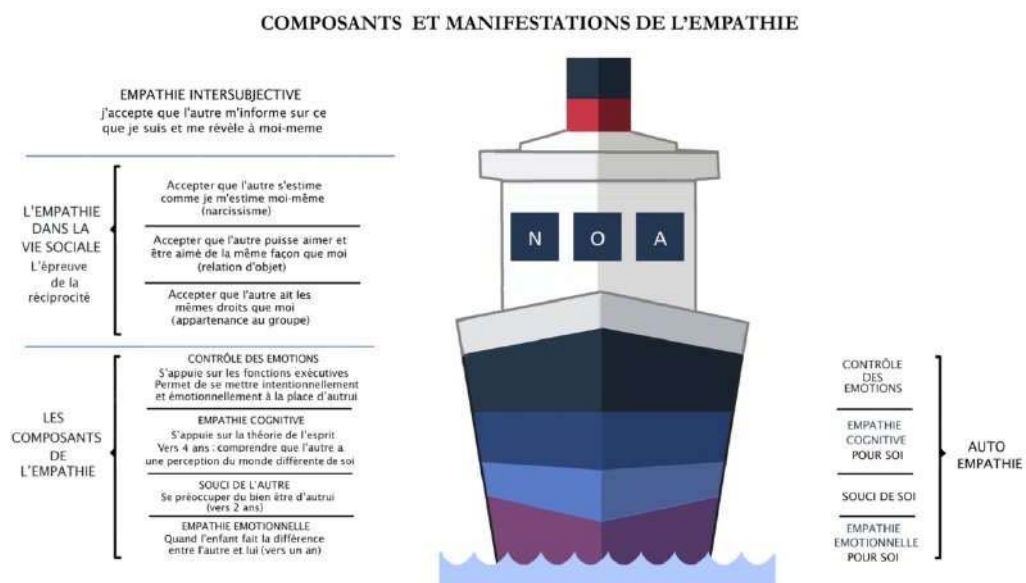 COMPOSANTS ET MANIFESTATIONS DE L'EMPATHIE
EMPATHIE INTERSUBJECTIVE
j'accepte que l'autre m'informe sur ce
que je suis et me révèle à moi-meme
L'EMPATHIE
DANS LA
VIE SOCIALE
L'épreuve
de la
réciprocité
Accepter que l'autre s'estime
comme je m'estime moi-même
(narcissisme)
Accepter que l'autre puisse aimer et
être aimé de la même façon que moi
(relation d'objet)
Accepter que l'autre ait les
mêmes droits que moi
(appartenance au groupe)
N O A
LES
COMPOSANTS
DE
L'EMPATHIE
CONTRÔLE DES EMOTIONS
S'appuie sur les fonctions exécutives
Permet de se mettre intentionnellement
et émotionnellement à la place d'autrui
EMPATHIE COGNITIVE
S'appuie sur la théorie de l'esprit
Vers 4 ans : comprendre que l'autre a
une perception du monde différente de soi
SOUCI DE L'AUTRE
Se préoccuper du bien être d'autrui
(vers 2 ans)
EMPATHIE EMOTIONNELLE
Quand l'enfant fait la différence
entre l'autre et lui (vers un an)
CONTRÔLE
DES
EMOTIONS
EMPATHIE
COGNITIVE
POUR SOI
SOUCI DE SOI
EMPATHIE
EMOTIONNELLE
POUR SOI
AUTO
EMPATHIE